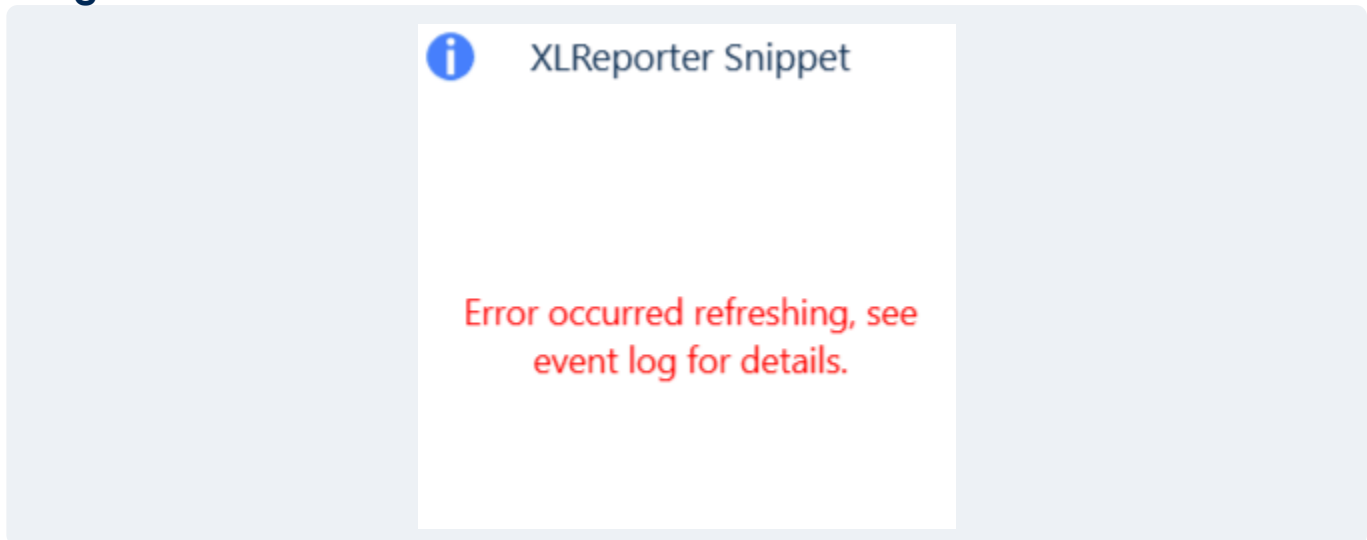 XLReporter Snippet
Error occurred refreshing, see
event log for details.